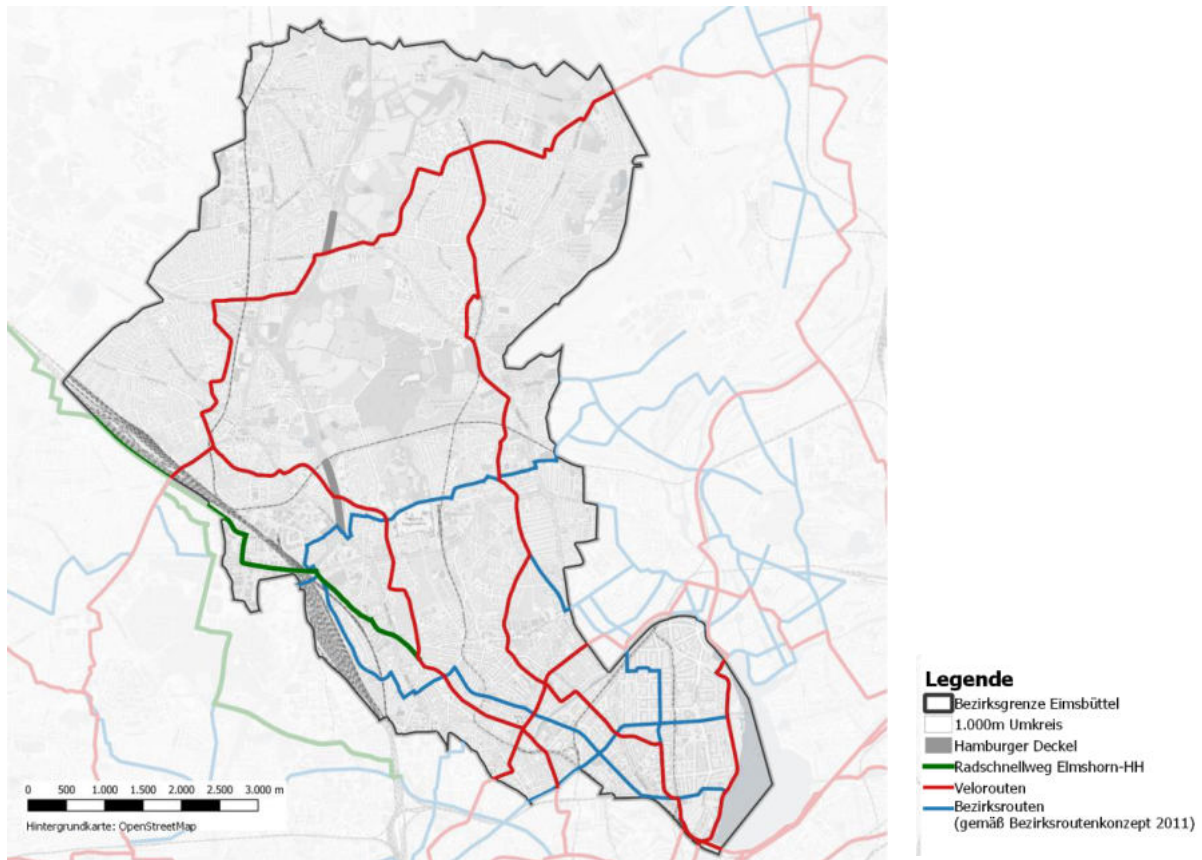 0 500 1.000 1.500 2.000 2.500 3.000 m
Hintergrundkarte: OpenStreetMap
Legende
Bezirksgrenze Eimsbüttel
1.000m Umkreis
Hamburger Deckel
Radschnellweg Elmshorn-HH
Velorouten
Bezirksrouten
(gemäß Bezirksroutenkonzept 2011)